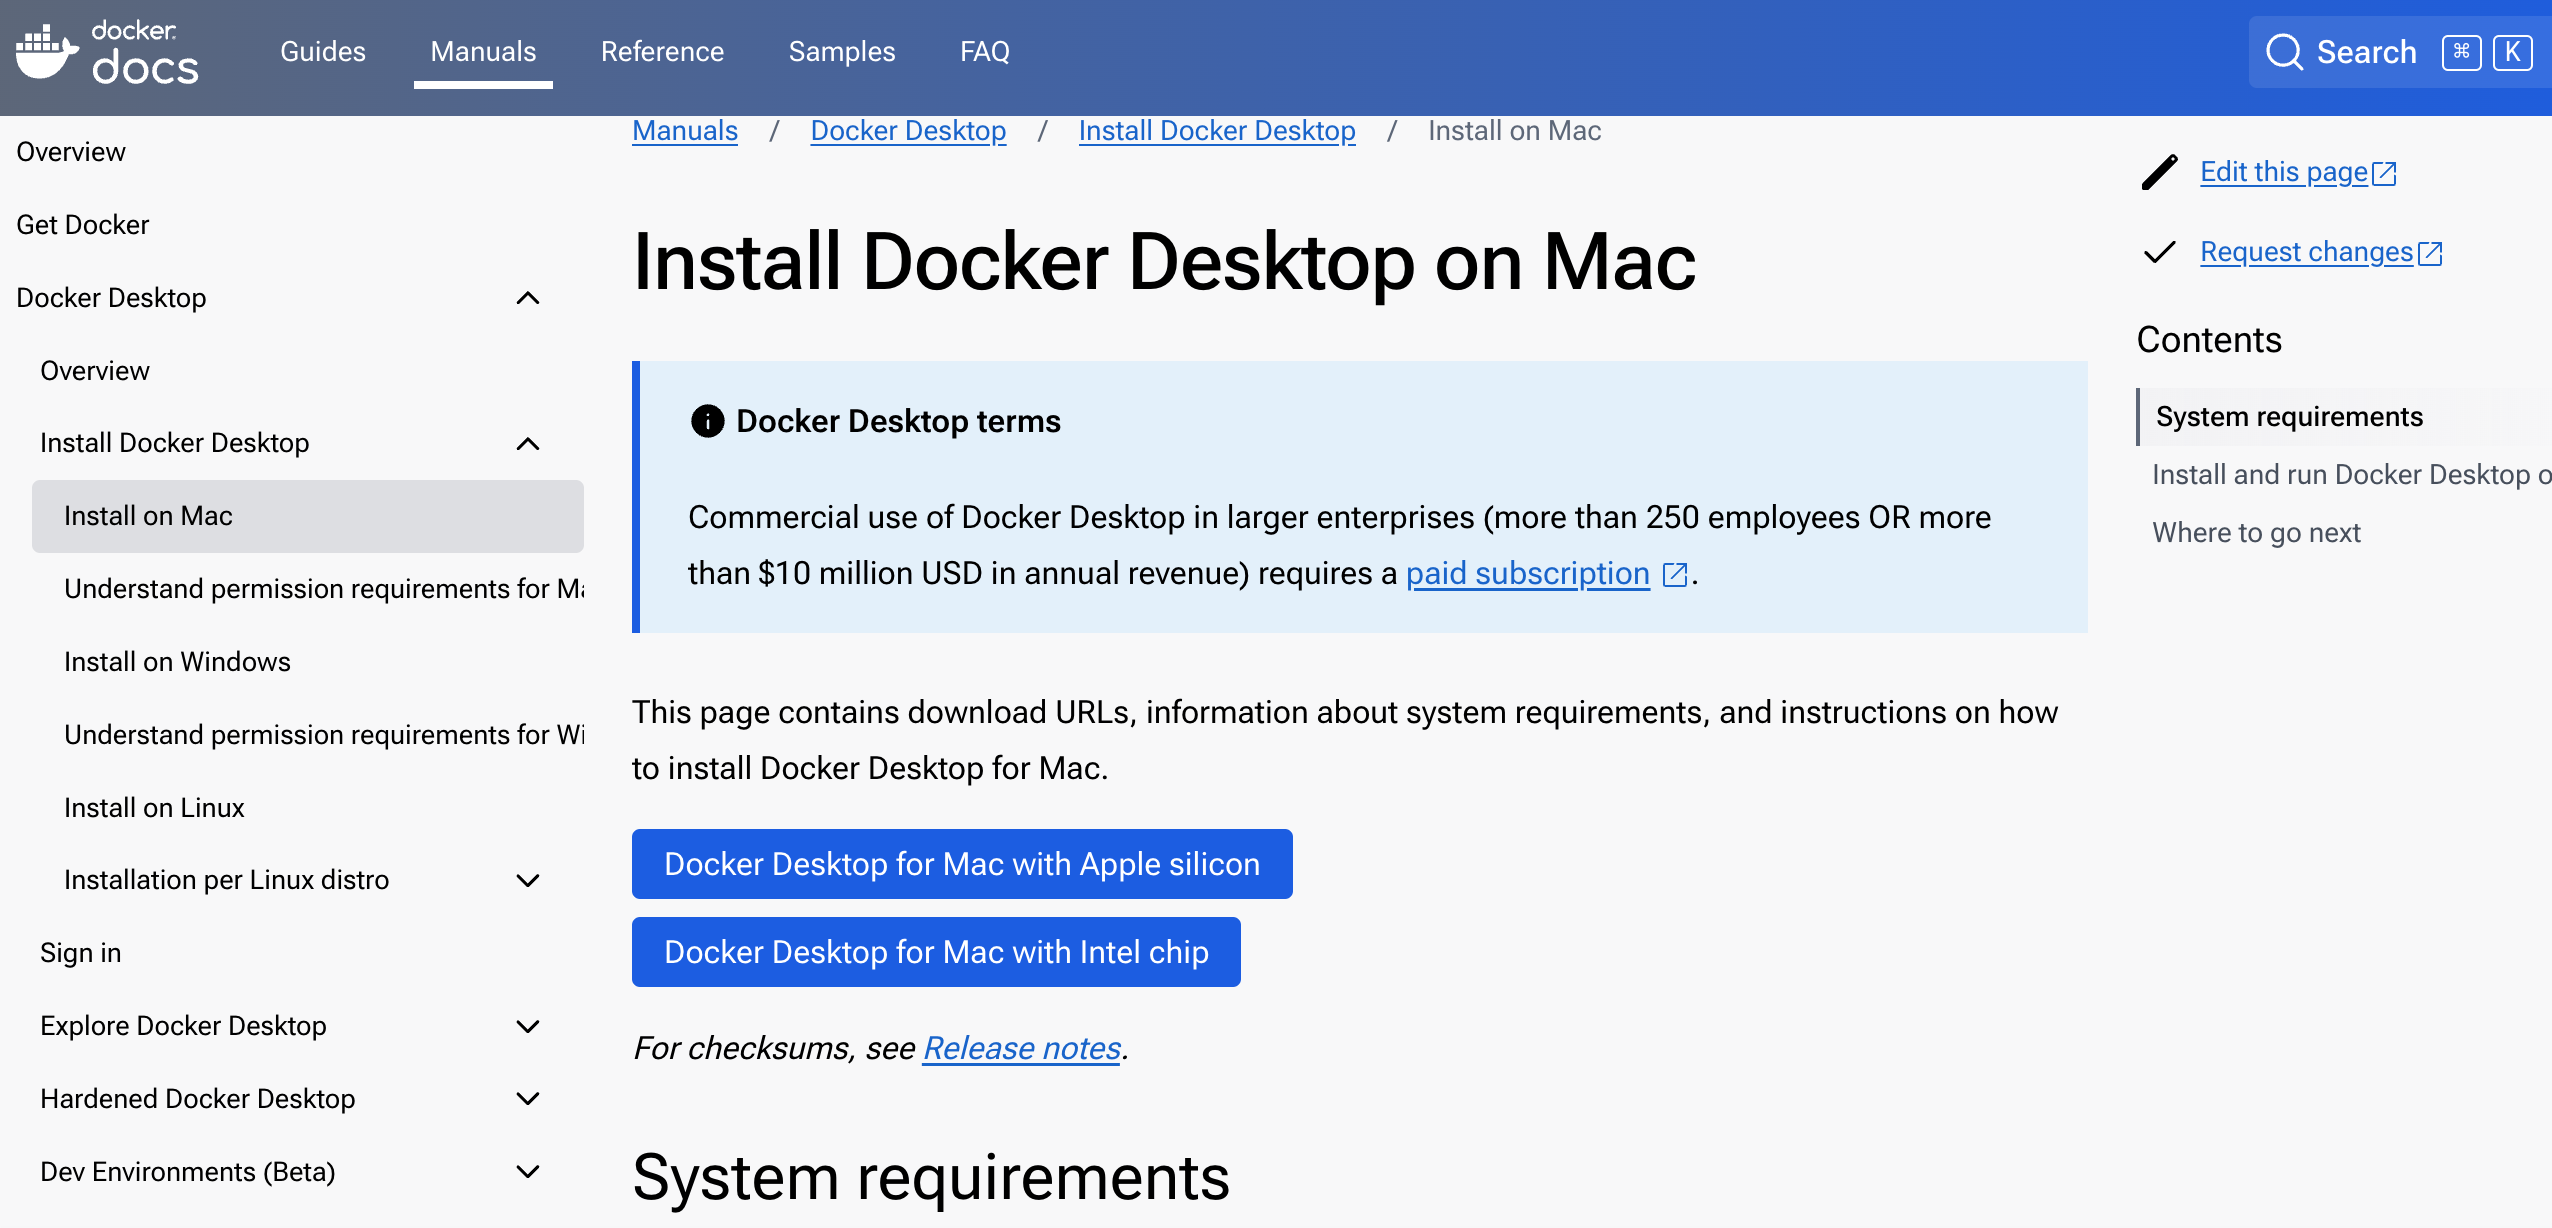 docker
docs
Guides
Manuals
Reference
Samples
FAQ
Search
⌘
K
Overview
Get Docker
Docker Desktop
Overview
Install Docker Desktop
Install on Mac
Understand permission requirements for Ma
Install on Windows
Understand permission requirements for Wi
Install on Linux
Installation per Linux distro
Sign in
Explore Docker Desktop
Hardened Docker Desktop
Dev Environments (Beta)
Manuals / Docker Desktop / Install Docker Desktop / Install on Mac
Install Docker Desktop on Mac
Docker Desktop terms
Commercial use of Docker Desktop in larger enterprises (more than 250 employees OR more
than $10 million USD in annual revenue) requires a paid subscription.
This page contains download URLs, information about system requirements, and instructions on how
to install Docker Desktop for Mac.
Docker Desktop for Mac with Apple silicon
Docker Desktop for Mac with Intel chip
For checksums, see Release notes.
System requirements
Edit this page
Request changes
Contents
System requirements
Install and run Docker Desktop o
Where to go next